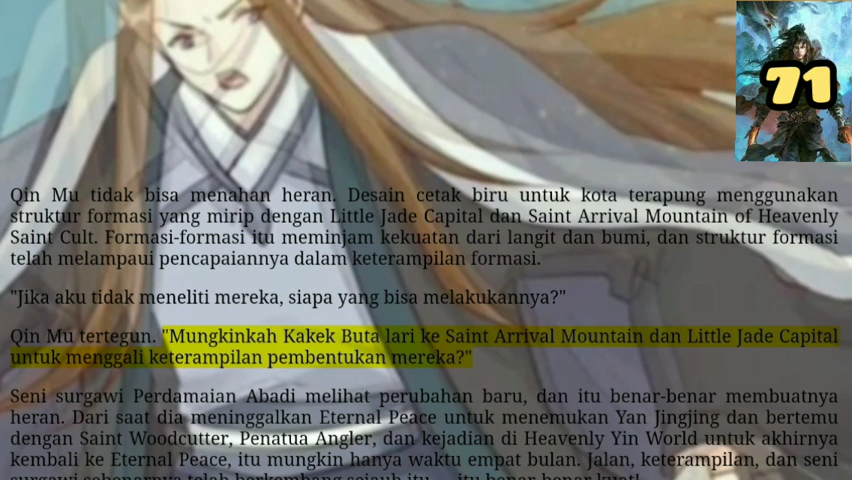 71
Qin Mu tidak bisa menahan heran. Desain cetak biru untuk kota terapung menggunakan
struktur formasi yang mirip dengan Little Jade Capital dan Saint Arrival Mountain of Heavenly
Saint Cult. Formasi-formasi itu meminjam kekuatan dari langit dan bumi, dan struktur formasi
telah melampaui pencapaiannya dalam keterampilan formasi.
"Jika aku tidak meneliti mereka, siapa yang bisa melakukannya?"
Qin Mu tertegun. "Mungkinkah Kakek Buta lari ke Saint Arrival Mountain dan Little Jade Capital
untuk menggali keterampilan pembentukan mereka?"
Seni surgawi Perdamaian Abadi melihat perubahan baru, dan itu benar-benar membuatnya
heran. Dari saat dia meninggalkan Eternal Peace untuk menemukan Yan Jingjing dan bertemu
dengan Saint Woodcutter, Penatua Angler, dan kejadian di Heavenly Yin World untuk akhirnya
kembali ke Eternal Peace, itu mungkin hanya waktu empat bulan. Jalan, keterampilan, dan seni